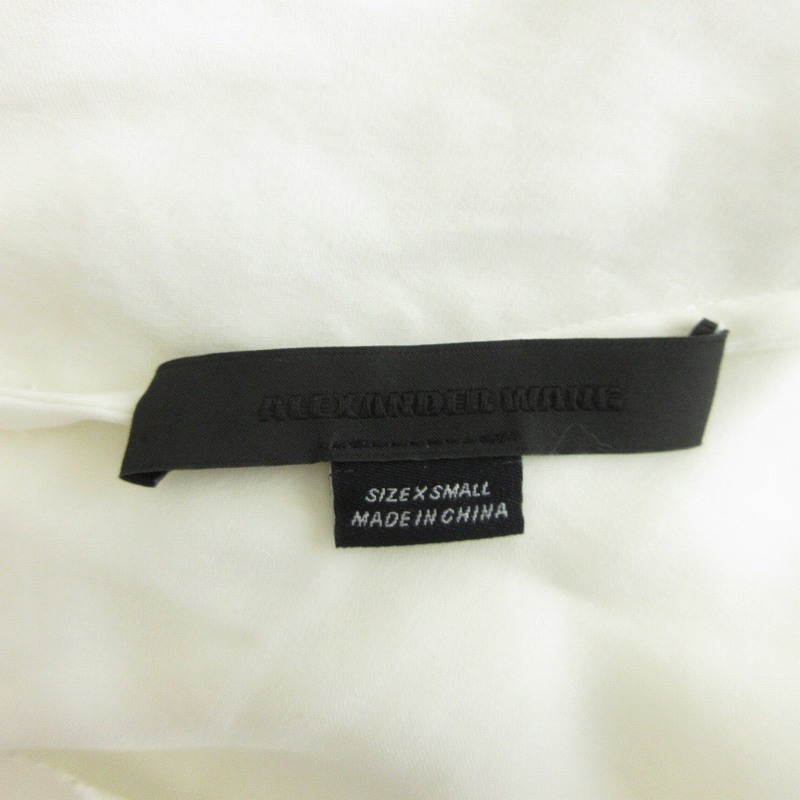 ALEXANDER WANG
SIZE X SMALL
MADE IN CHINA